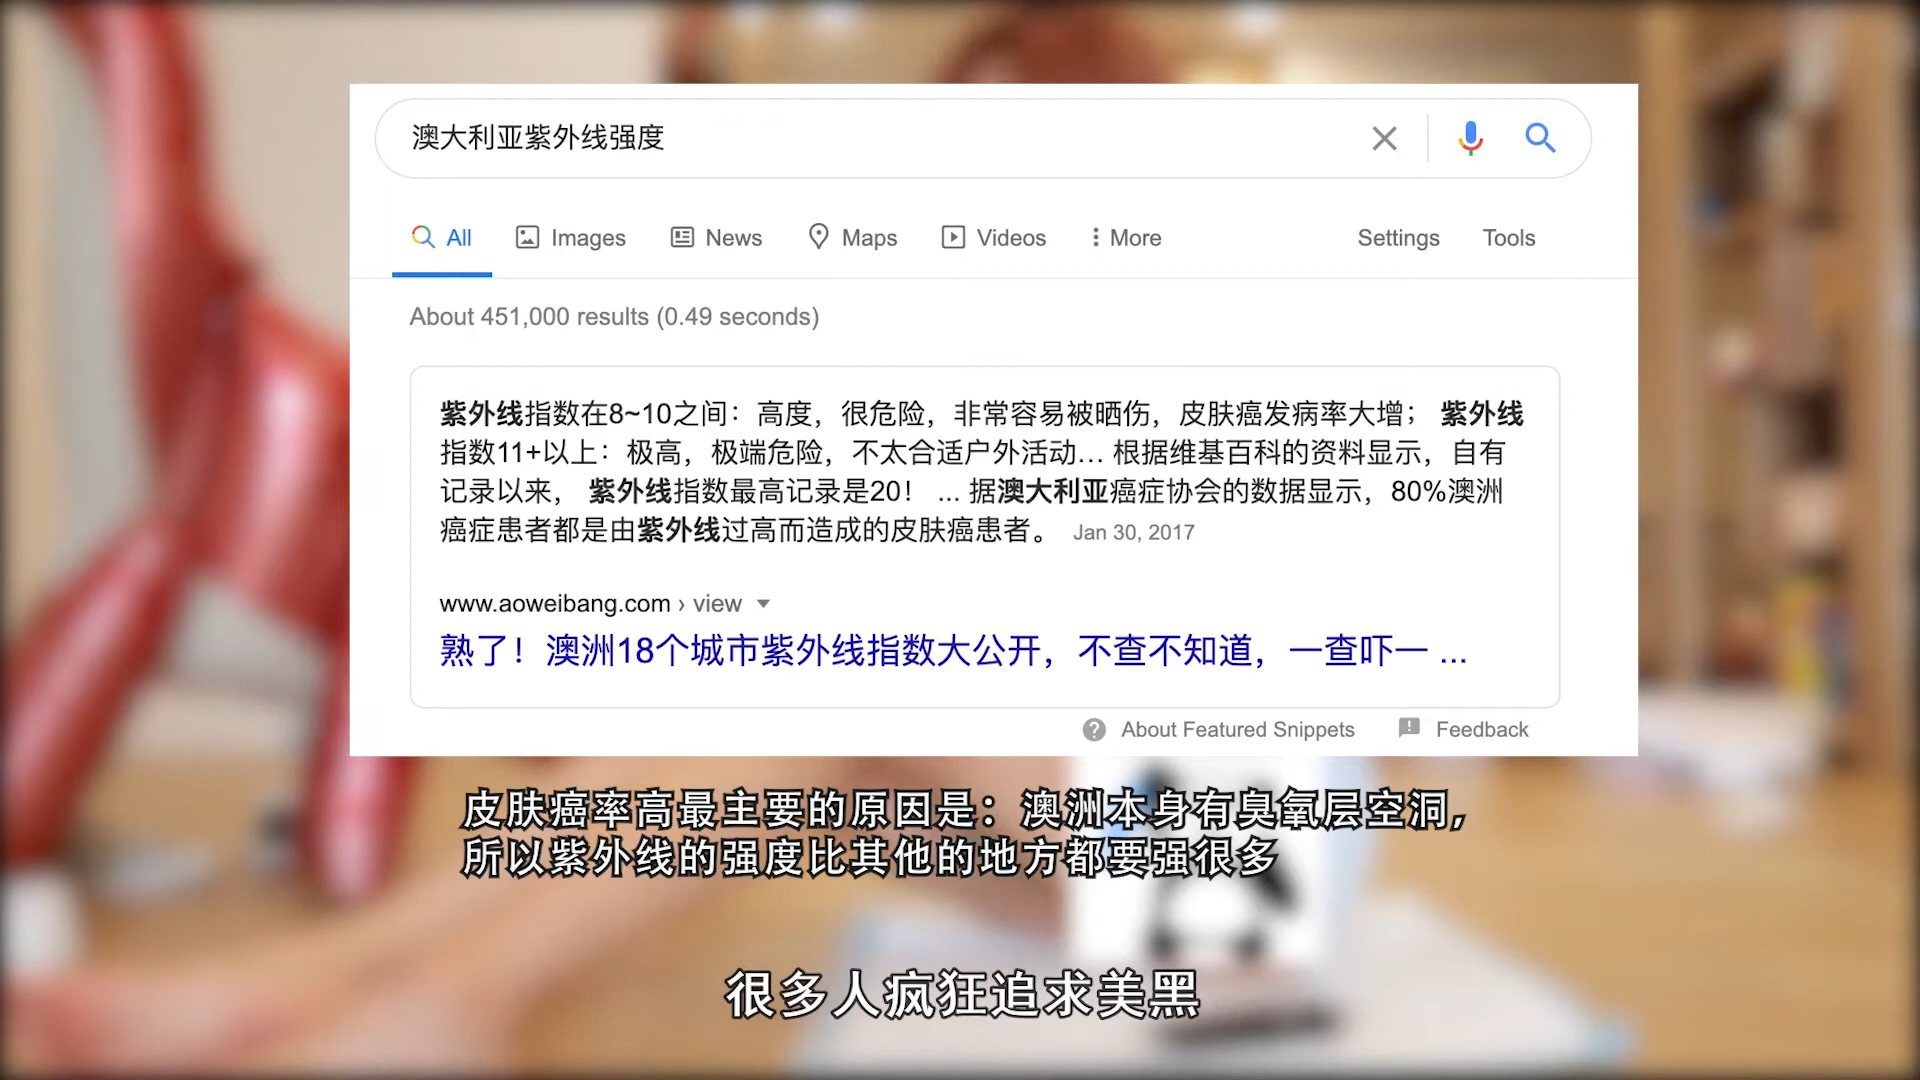 澳大利亚紫外线强度
All Images News Maps Videos More Settings Tools
About 451,000 results (0.49 seconds)
紫外线指数在8~10之间：高度，很危险，非常容易被晒伤，皮肤癌发病率大增； 紫外线
指数11+以上：极高，极端危险，不太合适户外活动... 根据维基百科的资料显示，自有
记录以来， 紫外线指数最高记录是20！ ... 据澳大利亚癌症协会的数据显示，80%澳洲
癌症患者都是由紫外线过高而造成的皮肤癌患者。 Jan 30, 2017
www.aoweibang.com › view
熟了！澳洲18个城市紫外线指数大公开，不查不知道，一查吓一 ...
About Featured Snippets Feedback
皮肤癌率高最主要的原因是：澳洲本身有臭氧层空洞，
所以紫外线的强度比其他的地方都要强很多
很多人疯狂追求美黑